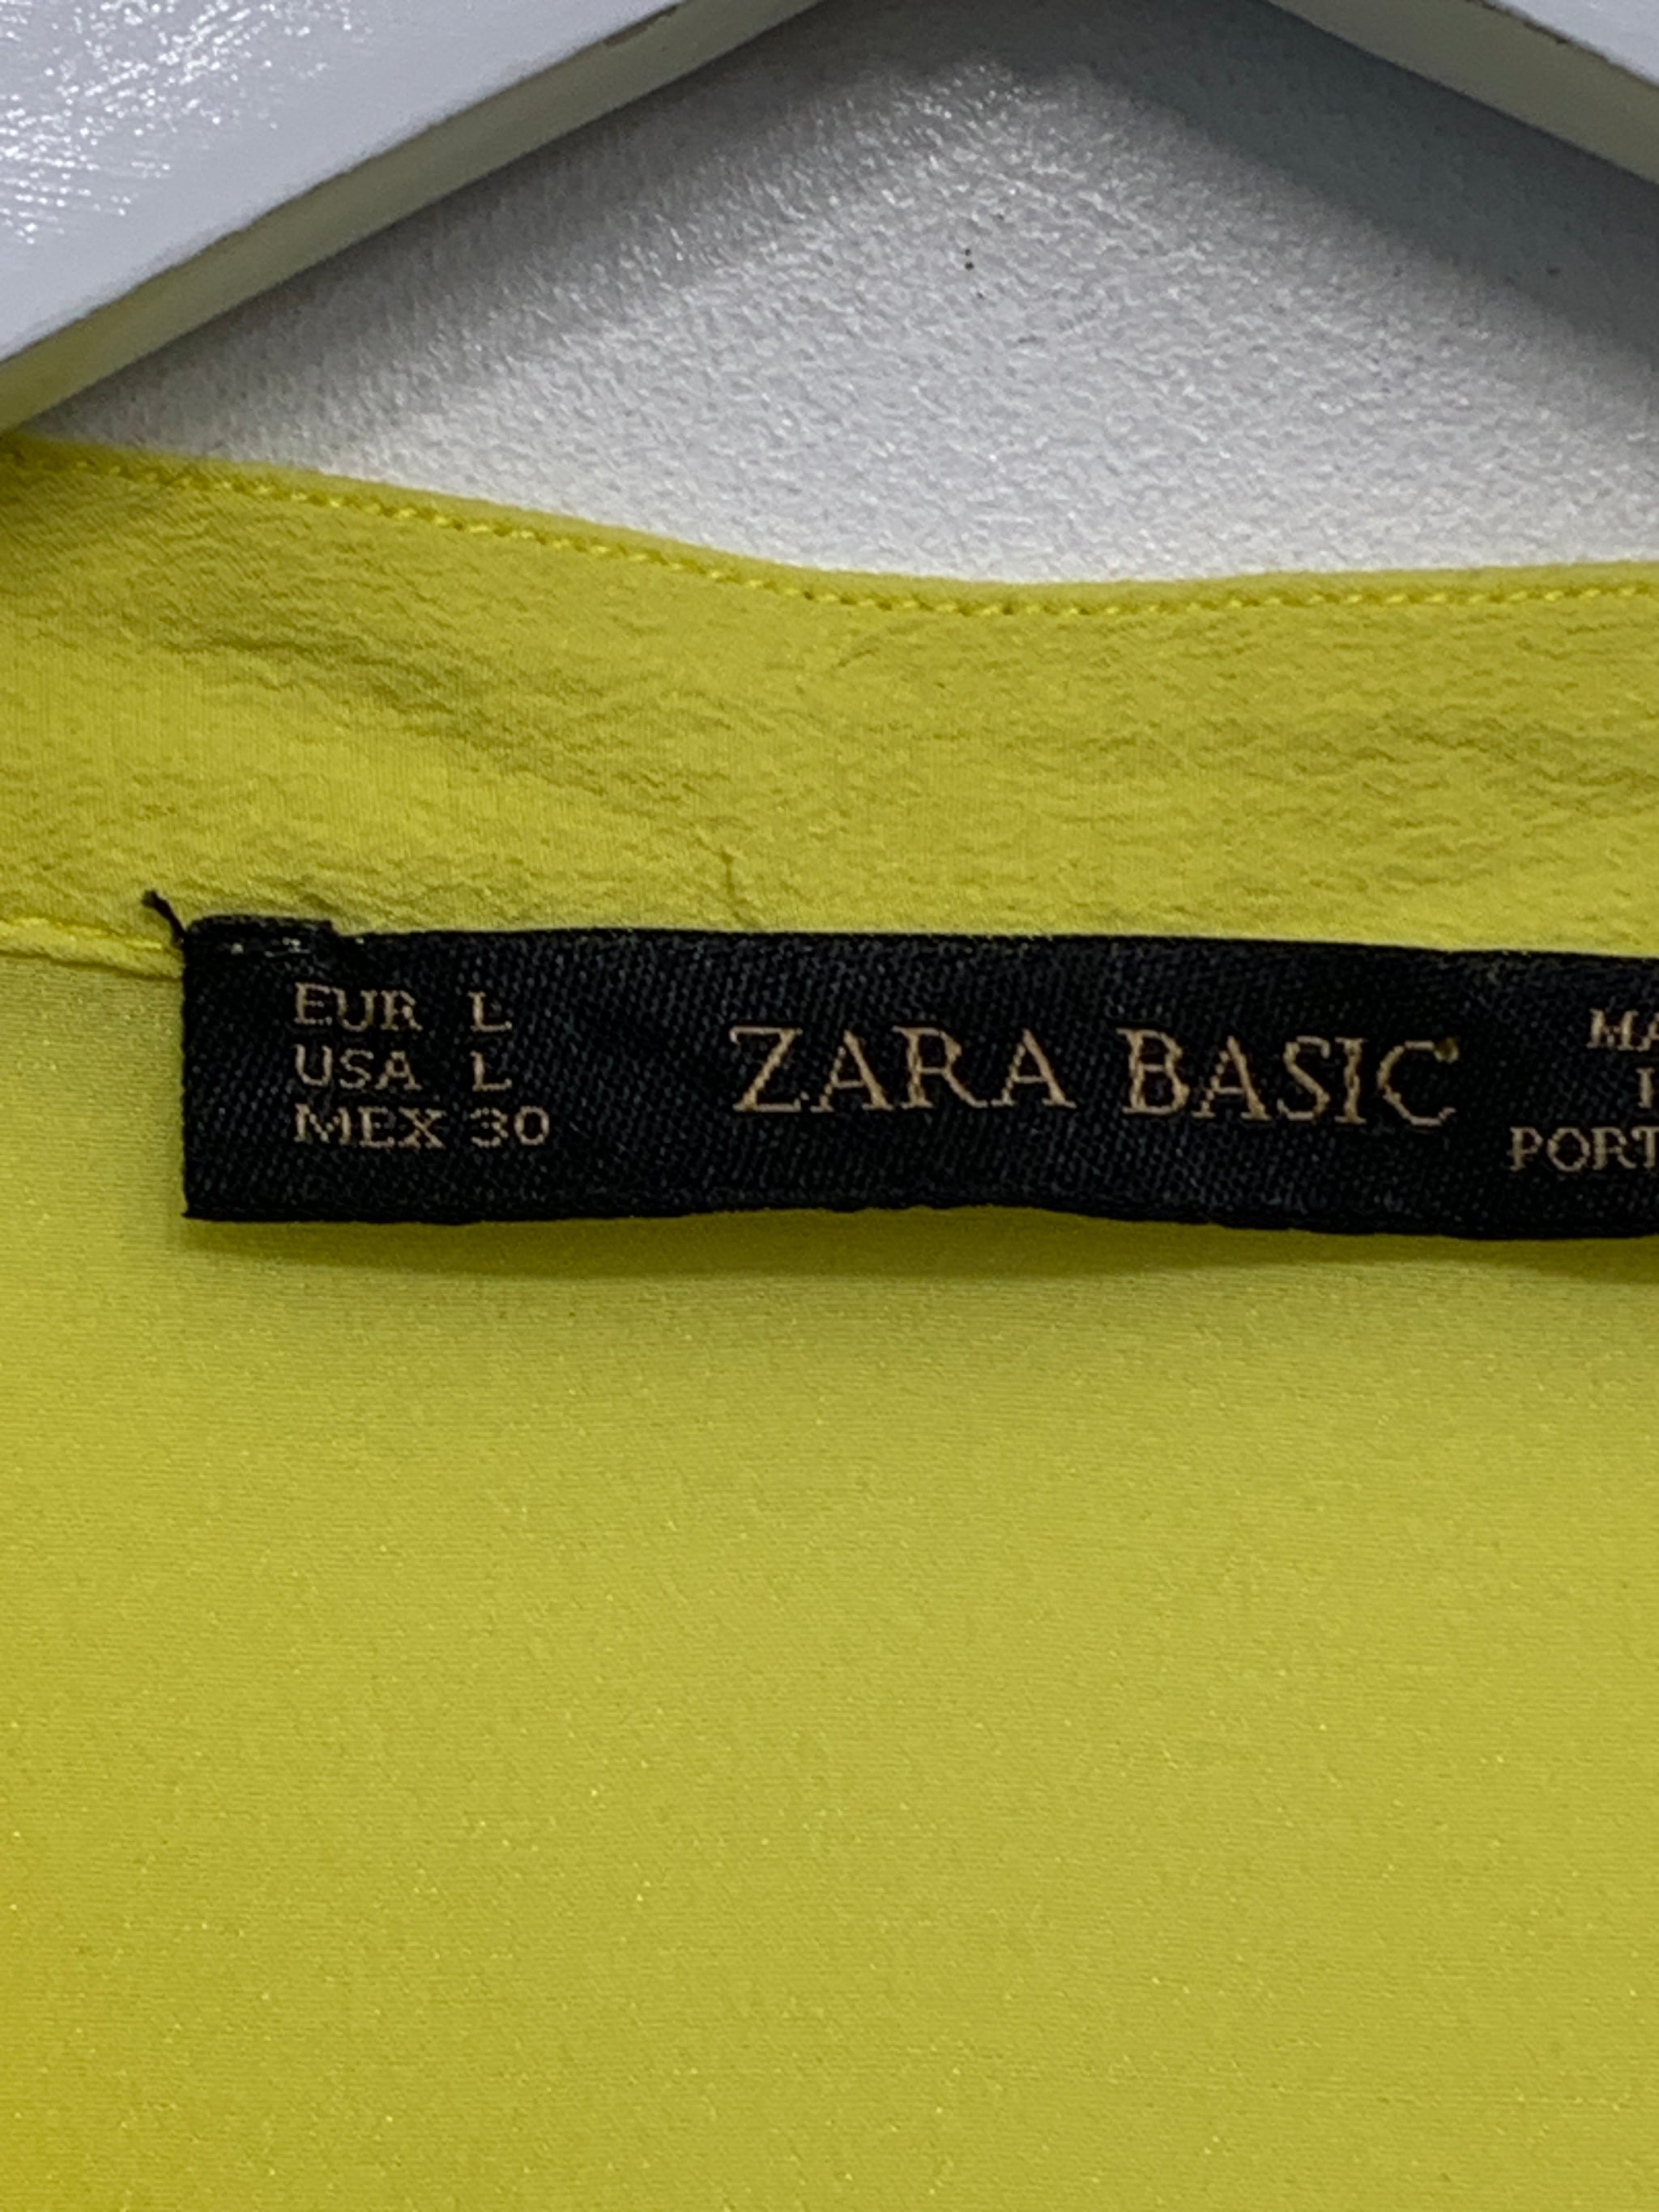 EUR L
USA L
MEX 30
ZARA BASIC